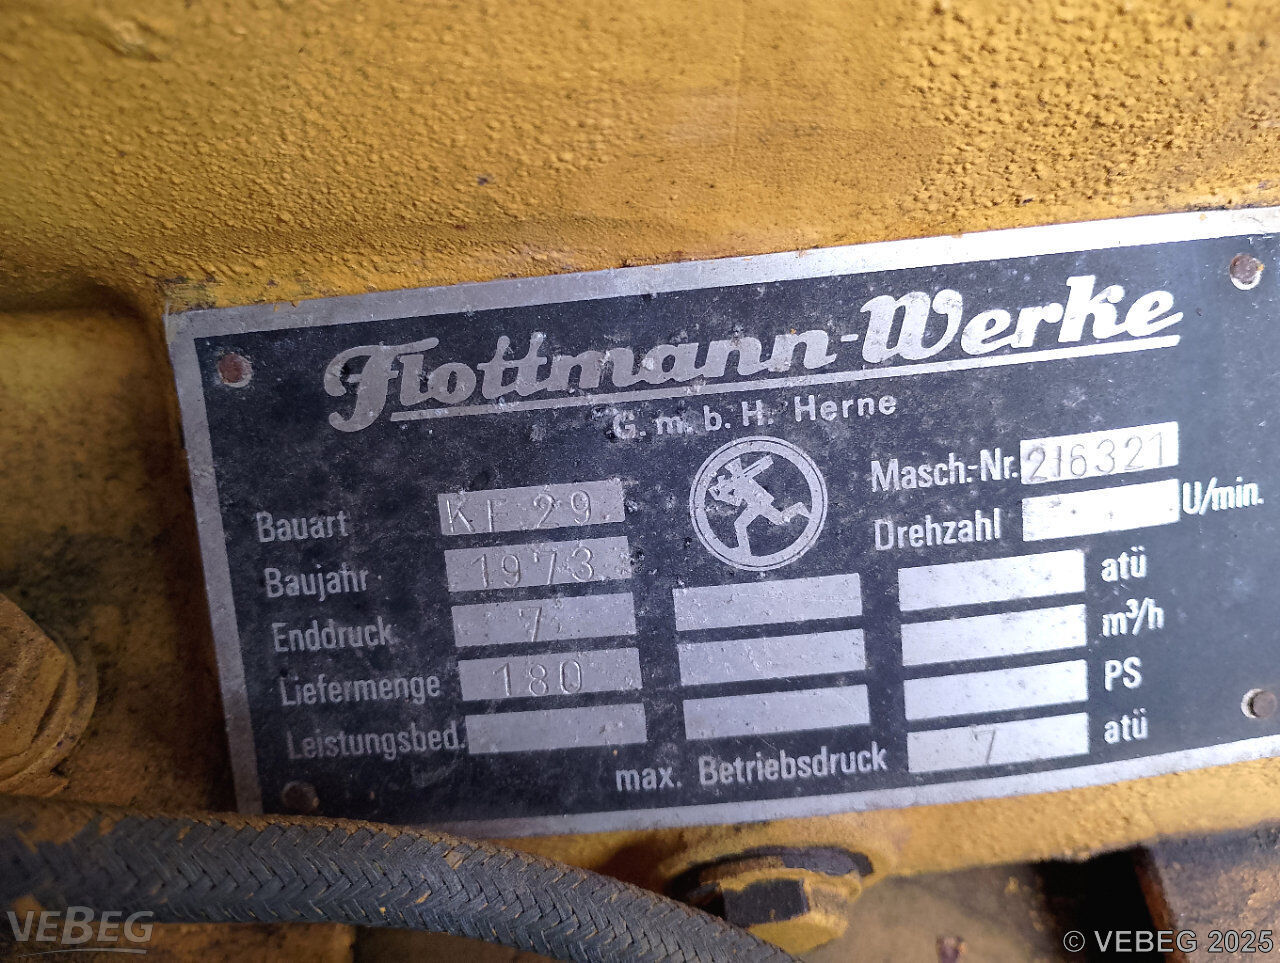 Flottmann-Werke
G. m. b. H. Herne
Bauart KF 29 Masch.-Nr. 216321
Baujahr 1973 Drehzahl U/min.
Enddruck 7 atü
Liefermenge 180 m³/h
Leistungsbed. PS
max. Betriebsdruck 7 atü
VEBEG
© VEBEG 2025